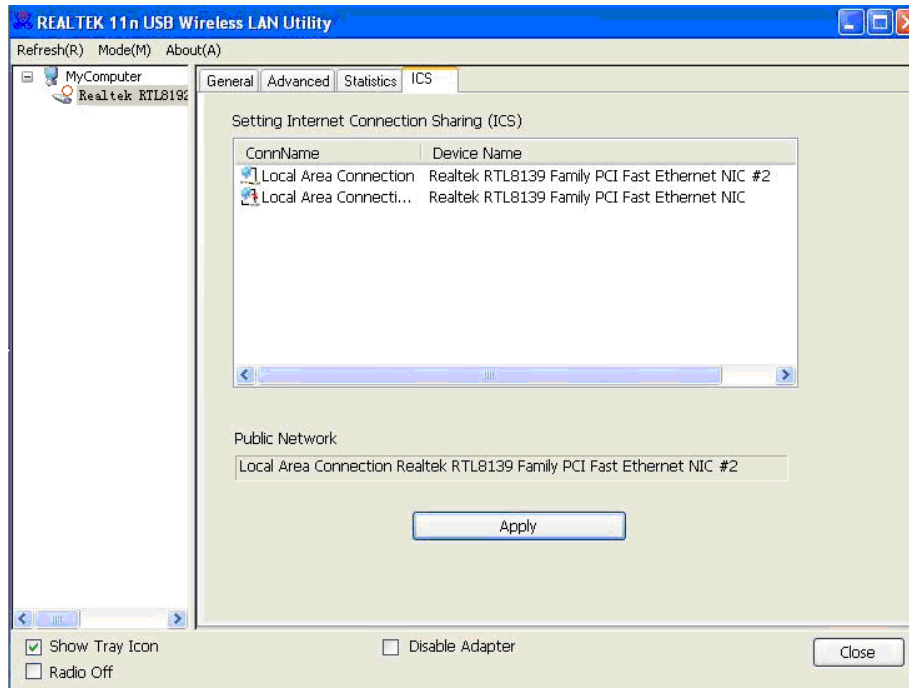 REALTEK 11n USB Wireless LAN Utility
Refresh(R) Mode(M) About(A)
MyComputer
Realtek RTL8192
General Advanced Statistics ICS
Setting Internet Connection Sharing (ICS)
ConnName Device Name
Local Area Connection Realtek RTL8139 Family PCI Fast Ethernet NIC #2
Local Area Connecti... Realtek RTL8139 Family PCI Fast Ethernet NIC
Public Network
Local Area Connection Realtek RTL8139 Family PCI Fast Ethernet NIC #2
Apply
Show Tray Icon
Disable Adapter
Radio Off
Close